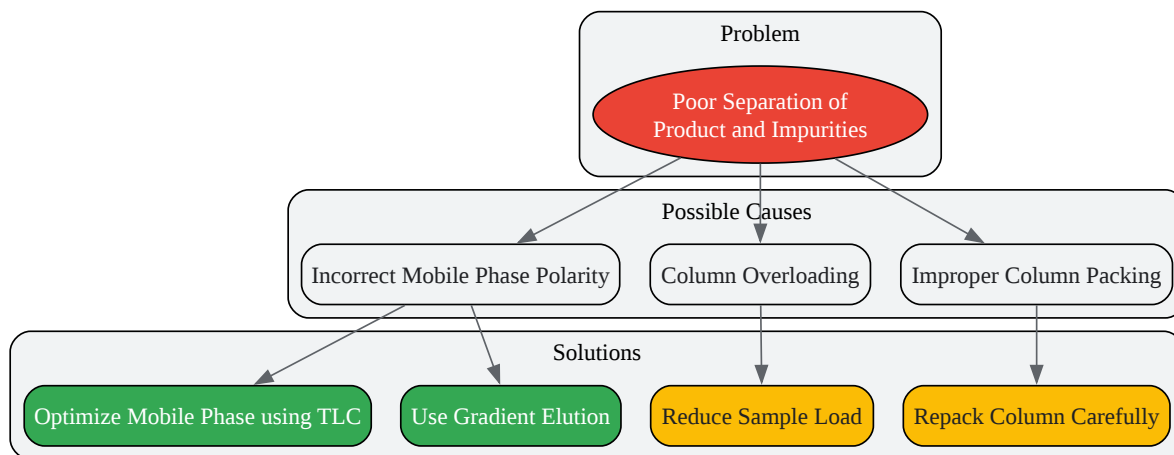 Problem
Poor Separation of
Product and Impurities
Possible Causes
Incorrect Mobile Phase Polarity
Column Overloading
Improper Column Packing
Solutions
Optimize Mobile Phase using TLC
Use Gradient Elution
Reduce Sample Load
Repack Column Carefully